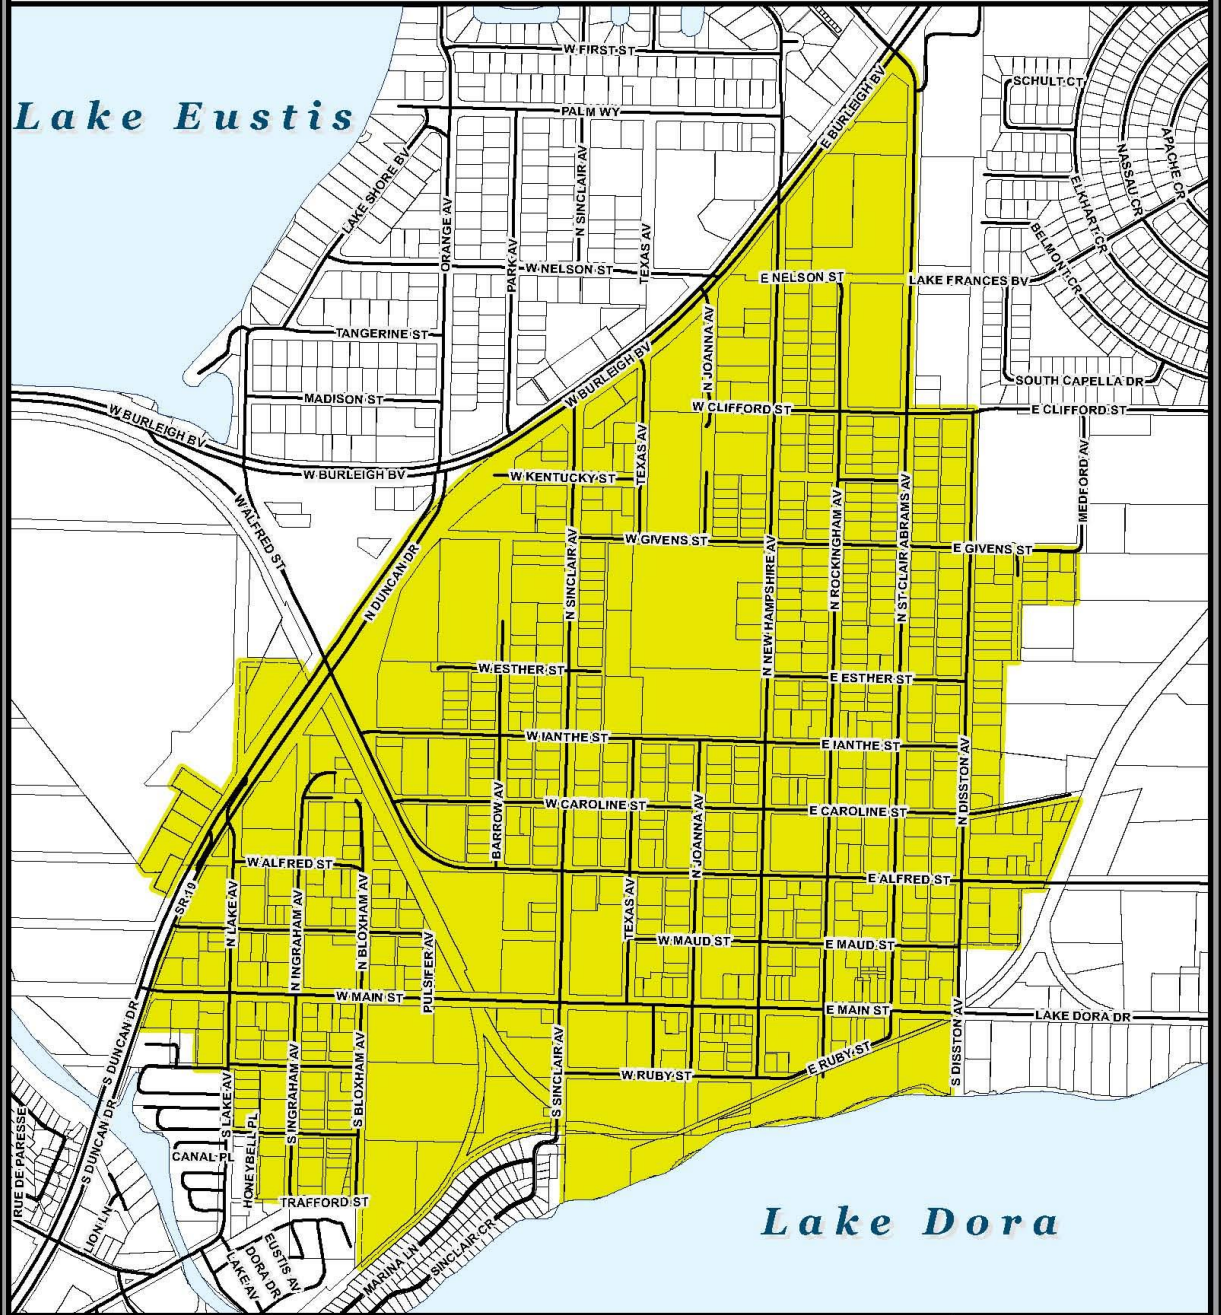 W FIRST ST
SCHULT CT
Lake Eustis
PALM WY
E BURLEIGH BV
LAKE SHORE BV
N SINCLAIR AV
NASSAU CR
APACHE CR
ELKHART CR
ORANGE AV
PARK AV
TEXAS AV
BELMONT CR
W NELSON ST
E NELSON ST
LAKE FRANCES BV
TANGERINE ST
N JOANNA AV
W BURLEIGH BV
SOUTH CAPELLA DR
MADISON ST
W CLIFFORD ST
E CLIFFORD ST
W BURLEIGH BV
W BURLEIGH BV
TEXAS AV
W KENTUCKY ST
MEDFORD AV
W ALFRED ST
N ROCKINGHAM AV
N ST CLAIR ABRAMS AV
W GIVENS ST
E GIVENS ST
N DUNCAN DR
N SINCLAIR AV
N NEW HAMPSHIRE AV
W ESTHER ST
E ESTHER ST
W IANTHE ST
E IANTHE ST
N DISSTON AV
W CAROLINE ST
E CAROLINE ST
BARROW AV
N JOANNA AV
W ALFRED ST
E ALFRED ST
SR 19
N LAKE AV
N INGRAHAM AV
N BLOXHAM AV
TEXAS AV
W MAUD ST
E MAUD ST
PULSIFER AV
W MAIN ST
E MAIN ST
LAKE DORA DR
S DUNCAN DR
S DISSTON AV
S SINCLAIR AV
E RUBY ST
W RUBY ST
S LAKE AV
S INGRAHAM AV
S BLOXHAM AV
HONEYBELL PL
RUE DE PARESSE
S DUNCAN DR
CANAL PL
TRAFFORD ST
LION LN
Lake Dora
EUSTIS AV
DORA DR
LAKE AV
MARINA LN
SINCLAIR CR